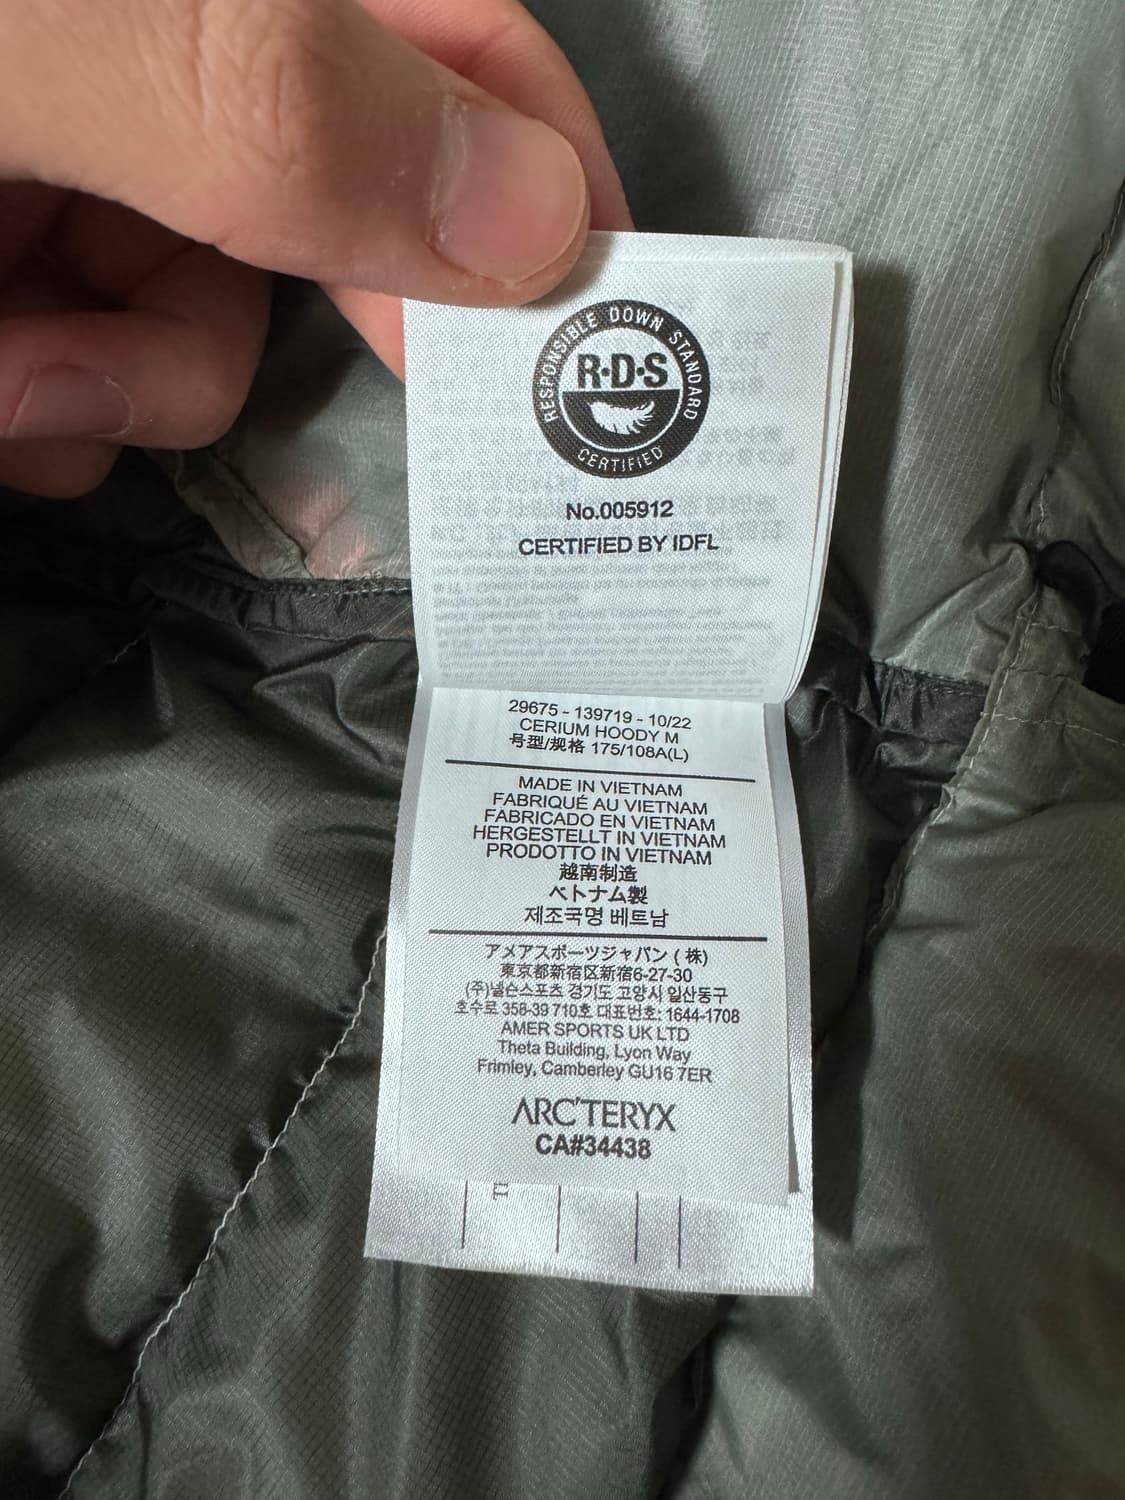 RESPONSIBLE DOWN STANDARD
R·D·S
CERTIFIED
No.005912
CERTIFIED BY IDFL
29675 - 139719 - 10/22
CERIUM HOODY M
号型/规格 175/108A(L)
MADE IN VIETNAM
FABRIQUÉ AU VIETNAM
FABRICADO EN VIETNAM
HERGESTELLT IN VIETNAM
PRODOTTO IN VIETNAM
越南制造
ベトナム製
제조국명 베트남
アメアスポーツジャパン (株)
東京都新宿区新宿6-27-30
(주)넬슨스포츠 경기도 고양시 일산동구
호수로 358-39 710호 대표번호: 1644-1708
AMER SPORTS UK LTD
Theta Building, Lyon Way
Frimley, Camberley GU16 7ER
ARC'TERYX
CA#34438